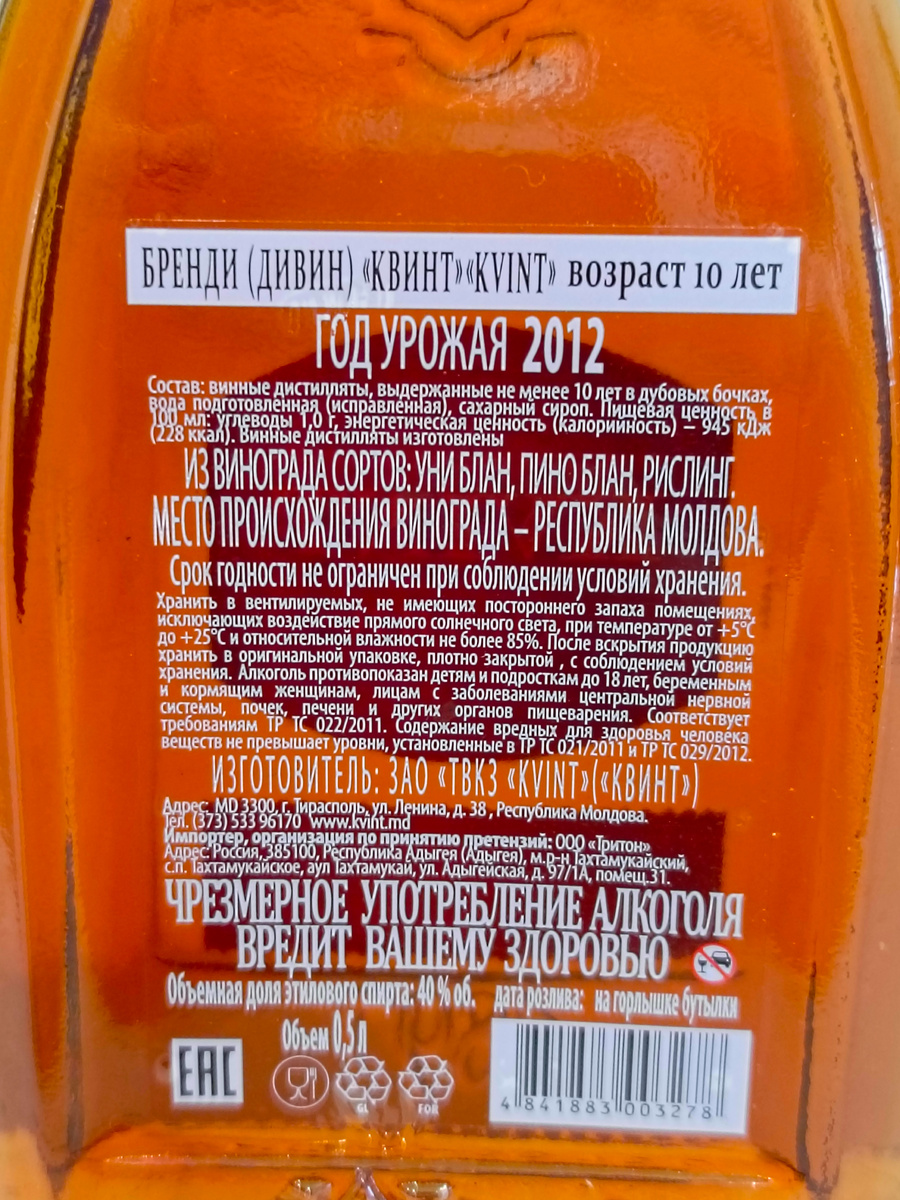 БРЕНДИ (ДИВИН) «КВИНТ»«KVINT» возраст 10 лет
ГОД УРОЖАЯ 2012
Состав: винные дистилляты, выдержанные не менее 10 лет в дубовых бочках,
вода подготовленная (исправленная), сахарный сироп. Пищевая ценность в
100 мл: углеводы 1,0 г, энергетическая ценность (калорийность) – 945 кДж
(228 ккал). Винные дистилляты изготовлены
ИЗ ВИНОГРАДА СОРТОВ: УНИ БЛАН, ПИНО БЛАН, РИСЛИНГ.
МЕСТО ПРОИСХОЖДЕНИЯ ВИНОГРАДА – РЕСПУБЛИКА МОЛДОВА.
Срок годности не ограничен при соблюдении условий хранения.
Хранить в вентилируемых, не имеющих постороннего запаха помещениях,
исключающих воздействие прямого солнечного света, при температуре от +5°С
до +25°С и относительной влажности не более 85%. После вскрытия продукцию
хранить в оригинальной упаковке, плотно закрытой , с соблюдением условий
хранения. Алкоголь противопоказан детям и подросткам до 18 лет, беременным
и кормящим женщинам, лицам с заболеваниями центральной нервной
системы, почек, печени и других органов пищеварения. Соответствует
требованиям ТР ТС 022/2011. Содержание вредных для здоровья человека
веществ не превышает уровни, установленные в ТР ТС 021/2011 и ТР ТС 029/2012.
ИЗГОТОВИТЕЛЬ: ЗАО «ТВКЗ «KVINT»(«КВИНТ»)
Адрес: MD 3300, г. Тирасполь, ул. Ленина, д. 38 , Республика Молдова.
Тел. (373) 533 96170 www.kvint.md
Импортер, организация по принятию претензий: ООО «Тритон»
Адрес: Россия, 385100, Республика Адыгея (Адыгея), м.р-н Тахтамукайский,
с.п. Тахтамукайское, аул Тахтамукай, ул. Адыгейская, д. 97/1А, помещ.31.
ЧРЕЗМЕРНОЕ УПОТРЕБЛЕНИЕ АЛКОГОЛЯ
ВРЕДИТ ВАШЕМУ ЗДОРОВЬЮ
Объемная доля этилового спирта: 40 % об. дата розлива: на горлышке бутылки
Объем 0,5 л
EAC
GL
FOR
4 841883 003278